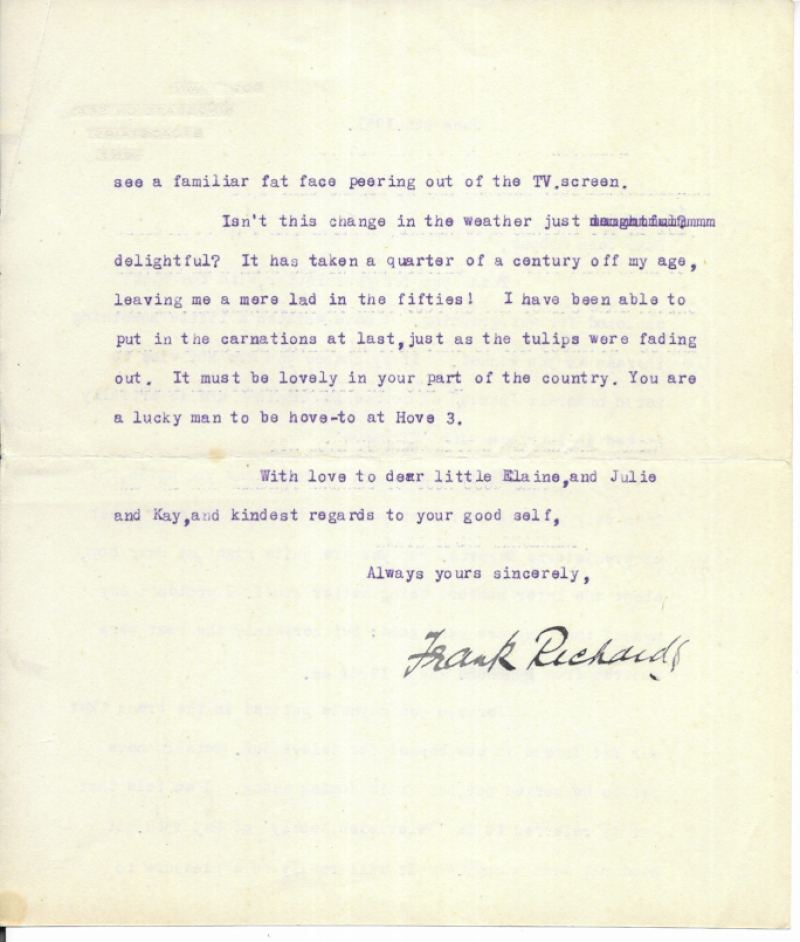 see a familiar fat face peering out of the TV.screen.
Isn't this change in the weather just
delightful? It has taken a quarter of a century off my age,
leaving me a mere lad in the fifties! I have been able to
put in the carnations at last,just as the tulips were fading
out. It must be lovely in your part of the country. You are
a lucky man to be hove-to at Hove 3.
With love to dear little Elaine,and Julie
and Kay,and kindest regards to your good self,
Always yours sincerely,
Frank Richards